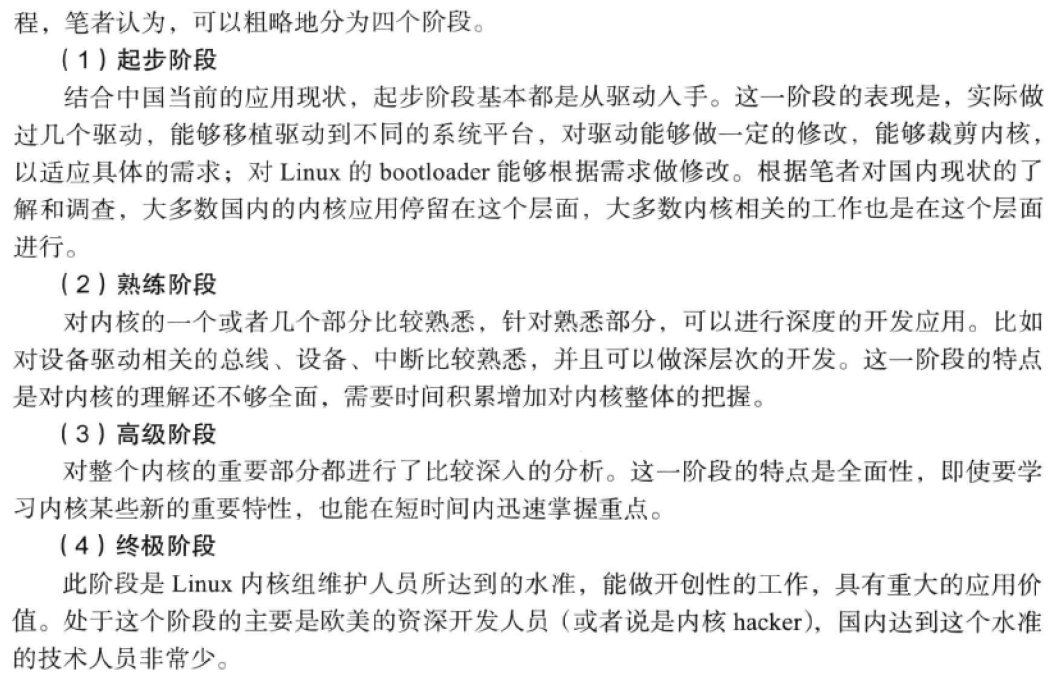 程，笔者认为，可以粗略地分为四个阶段。
（1）起步阶段
结合中国当前的应用现状，起步阶段基本都是从驱动入手。这一阶段的表现是，实际做
过几个驱动，能够移植驱动到不同的系统平台，对驱动能够做一定的修改，能够裁剪内核，
以适应具体的需求；对 Linux 的 bootloader 能够根据需求做修改。根据笔者对国内现状的了
解和调查，大多数国内的内核应用停留在这个层面，大多数内核相关的工作也是在这个层面
进行。
（2）熟练阶段
对内核的一个或者几个部分比较熟悉，针对熟悉部分，可以进行深度的开发应用。比如
对设备驱动相关的总线、设备、中断比较熟悉，并且可以做深层次的开发。这一阶段的特点
是对内核的理解还不够全面，需要时间积累增加对内核整体的把握。
（3）高级阶段
对整个内核的重要部分都进行了比较深入的分析。这一阶段的特点是全面性，即使要学
习内核某些新的重要特性，也能在短时间内迅速掌握重点。
（4）终极阶段
此阶段是 Linux 内核组维护人员所达到的水准，能做开创性的工作，具有重大的应用价
值。处于这个阶段的主要是欧美的资深开发人员（或者说是内核 hacker），国内达到这个水准
的技术人员非常少。